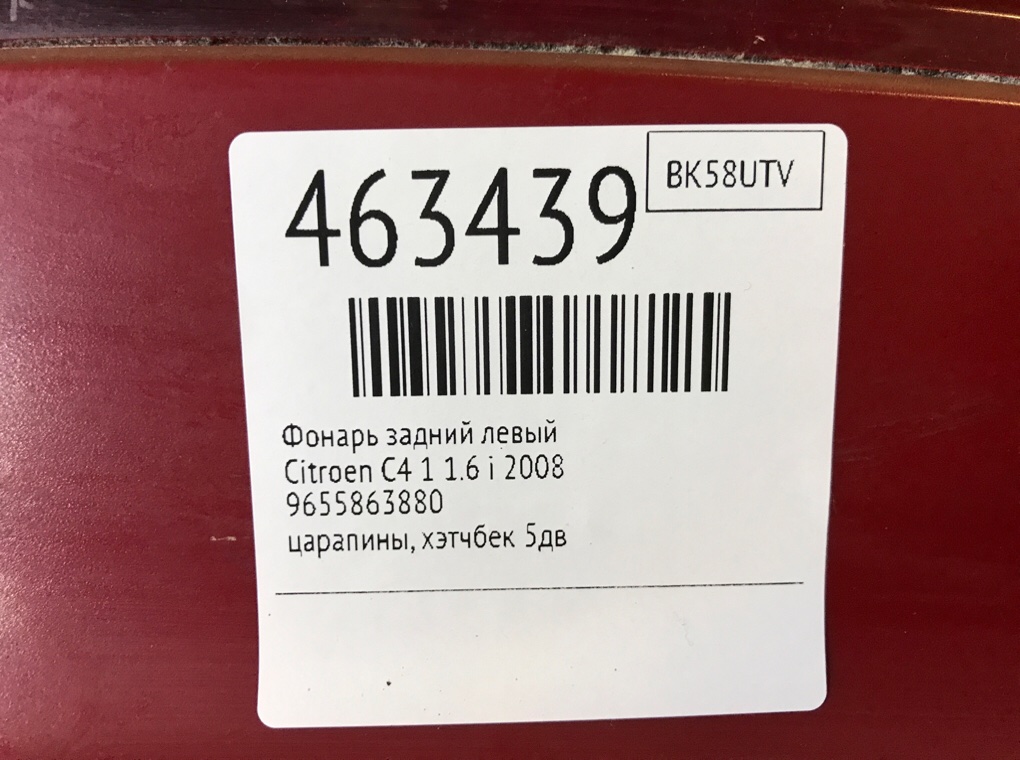 463439
BK58UTV
Фонарь задний левый
Citroen C4 1 1.6 i 2008
9655863880
царапины, хэтчбек 5дв